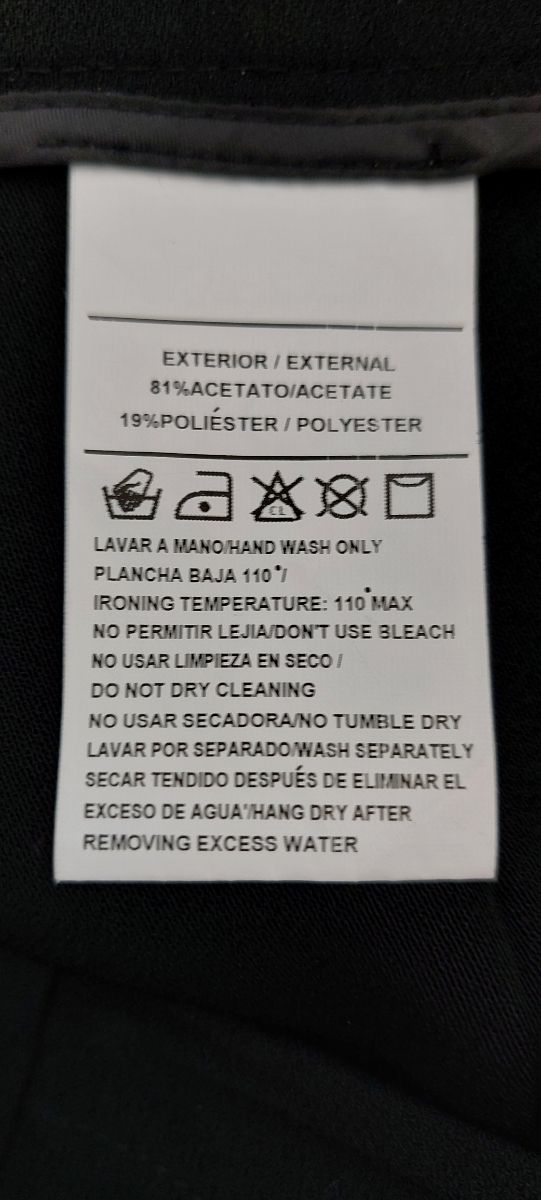 EXTERIOR / EXTERNAL
81%ACETATO/ACETATE
19%POLIÉSTER / POLYESTER
CL
LAVAR A MANO/HAND WASH ONLY
PLANCHA BAJA 110°/
IRONING TEMPERATURE: 110°MAX
NO PERMITIR LEJIA/DON'T USE BLEACH
NO USAR LIMPIEZA EN SECO /
DO NOT DRY CLEANING
NO USAR SECADORA/NO TUMBLE DRY
LAVAR POR SEPARADO/WASH SEPARATELY
SECAR TENDIDO DESPUÉS DE ELIMINAR EL
EXCESO DE AGUA'/HANG DRY AFTER
REMOVING EXCESS WATER